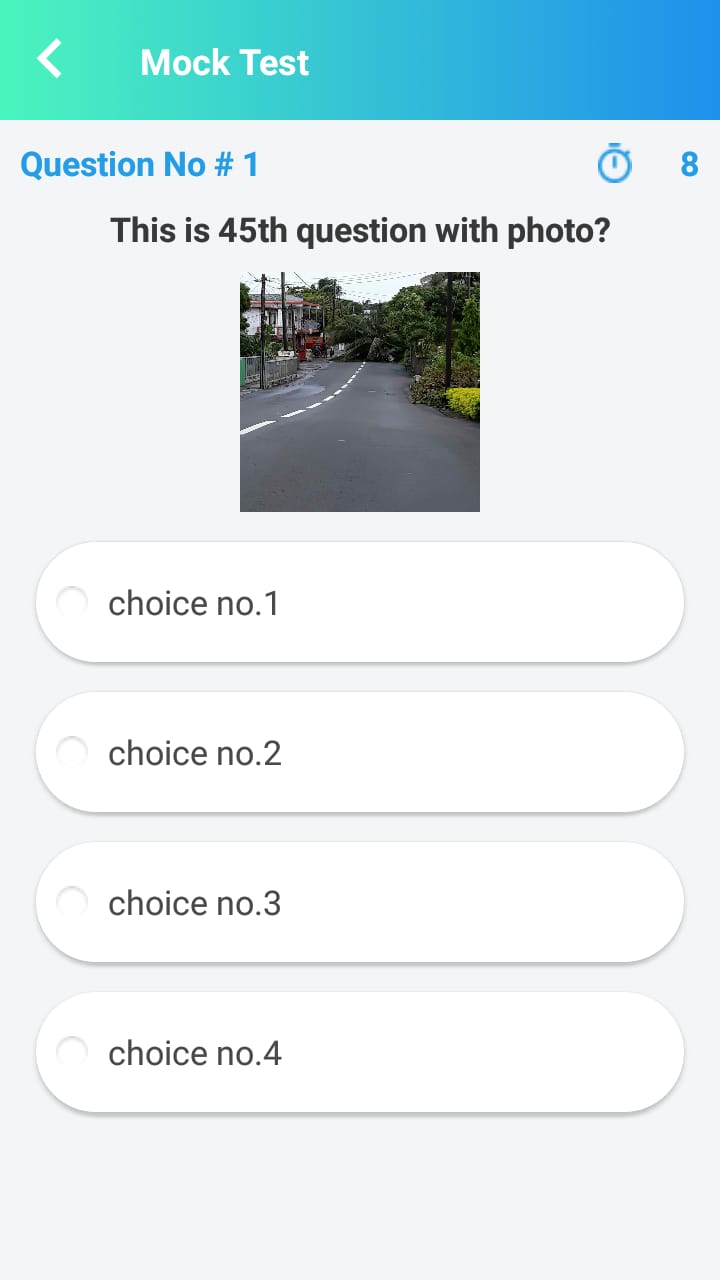 Mock Test
Question No # 1
8
This is 45th question with photo?
choice no.1
choice no.2
choice no.3
choice no.4